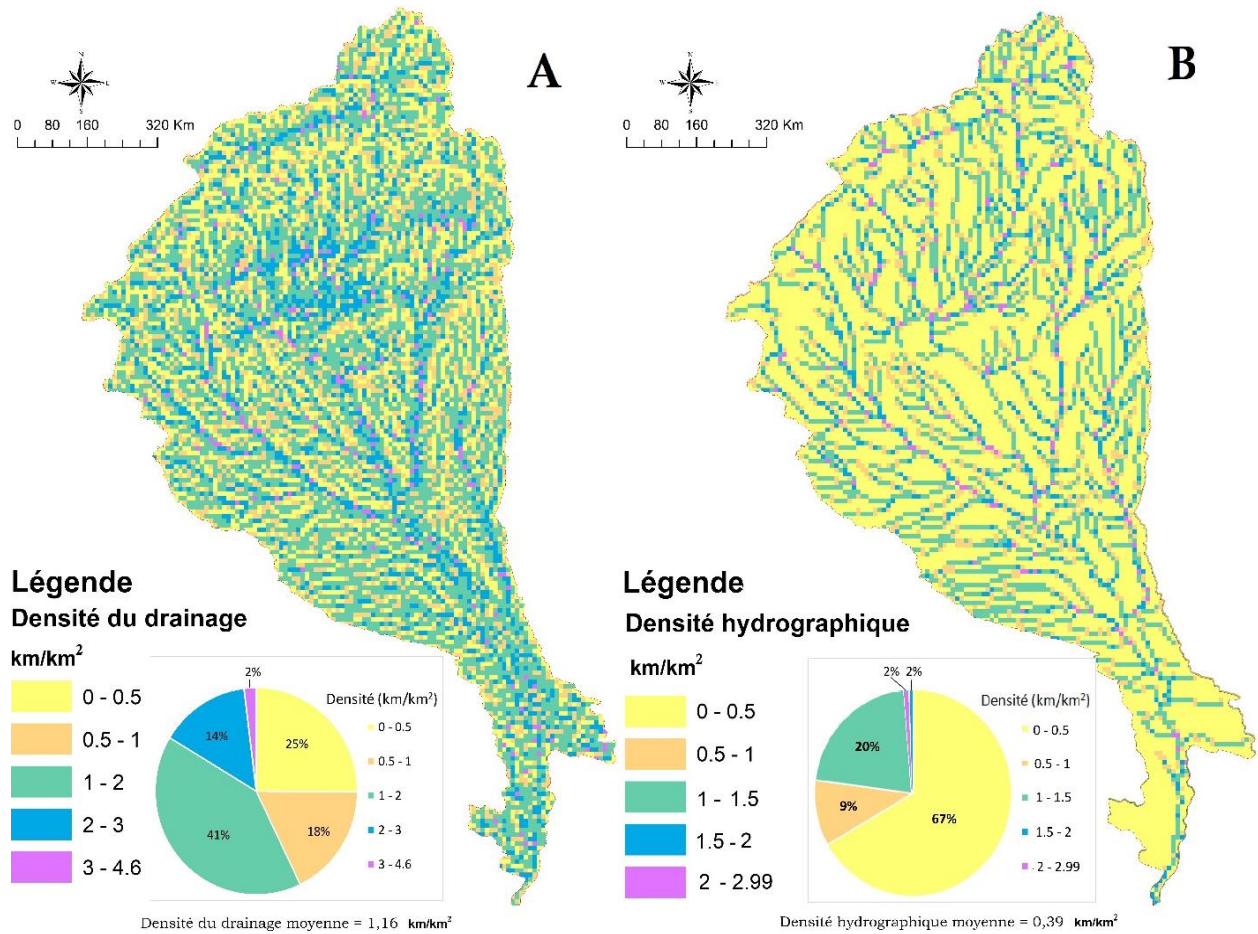 A
N
W
E
S
0 80 160 320 Km
Légende
Densité du drainage
km/km²
0 - 0.5
0.5 - 1
1 - 2
2 - 3
3 - 4.6
2%
14%
25%
41%
18%
Densité (km/km²)
0 - 0.5
0.5 - 1
1 - 2
2 - 3
3 - 4.6
Densité du drainage moyenne = 1,16 km/km²
B
N
W
E
S
0 80 160 320 Km
Légende
Densité hydrographique
km/km²
0 - 0.5
0.5 - 1
1 - 1.5
1.5 - 2
2 - 2.99
2% 2%
20%
9%
67%
Densité (km/km²)
0 - 0.5
0.5 - 1
1 - 1.5
1.5 - 2
2 - 2.99
Densité hydrographique moyenne = 0,39 km/km²